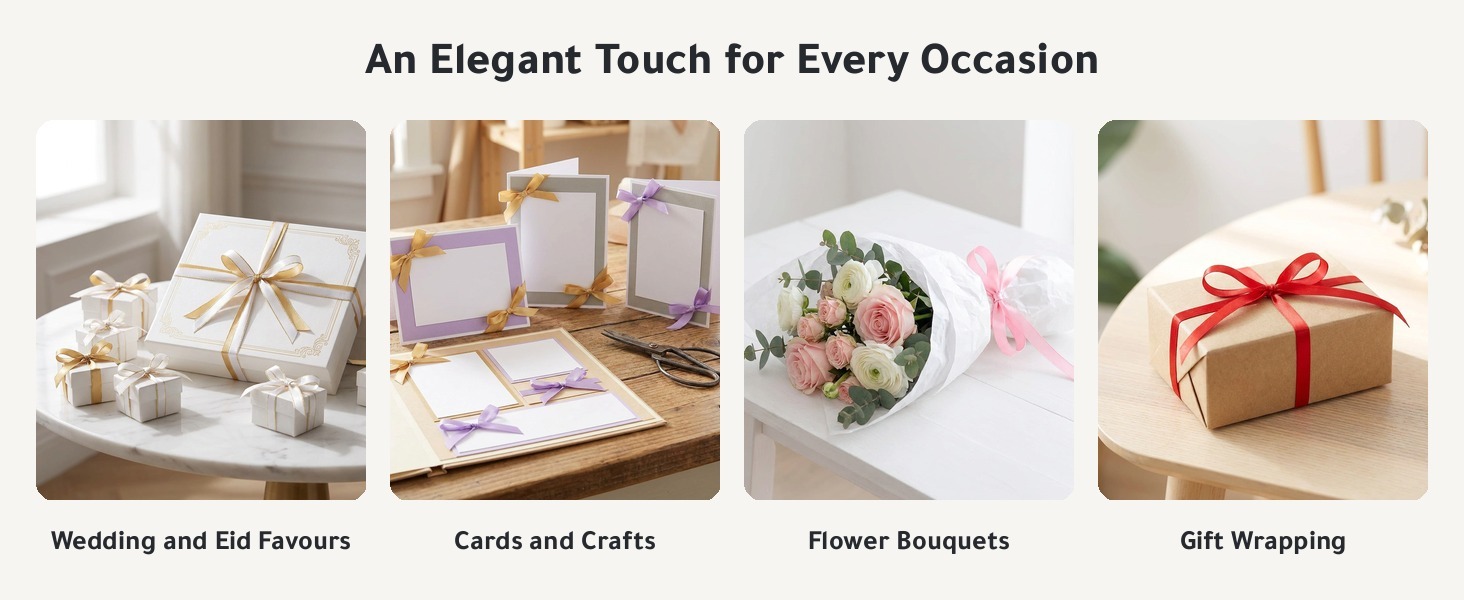 An Elegant Touch for Every Occasion
Wedding and Eid Favours
Cards and Crafts
Flower Bouquets
Gift Wrapping